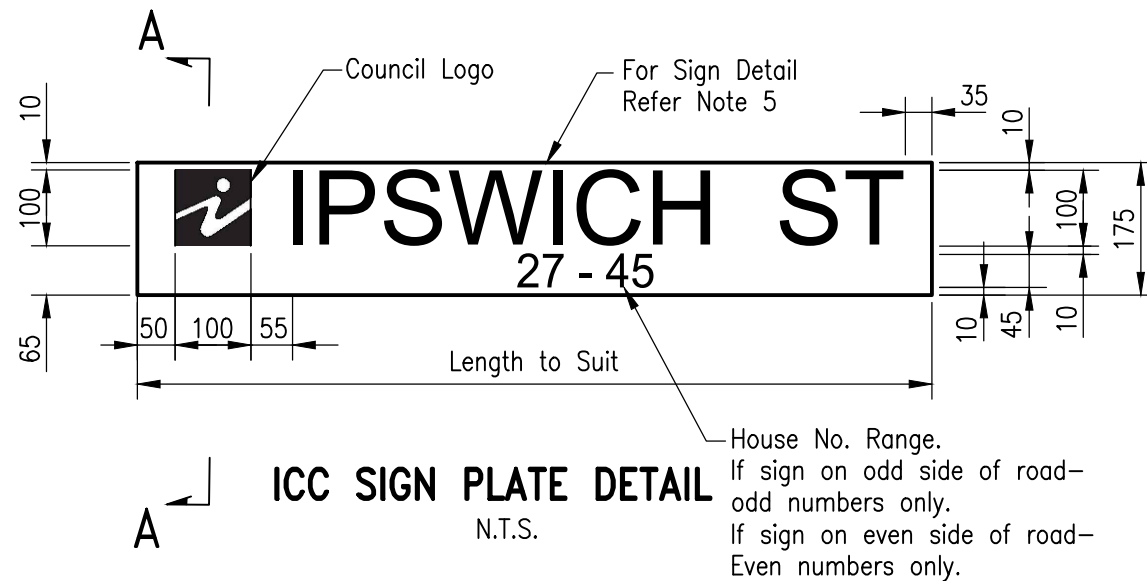 A
Council Logo
For Sign Detail
Refer Note 5
35
10
10
100
IPSWICH ST
100
175
27 - 45
65
50
100
55
10
45
10
Length to Suit
House No. Range.
If sign on odd side of road-
odd numbers only.
If sign on even side of road-
Even numbers only.
ICC SIGN PLATE DETAIL
N.T.S.
A